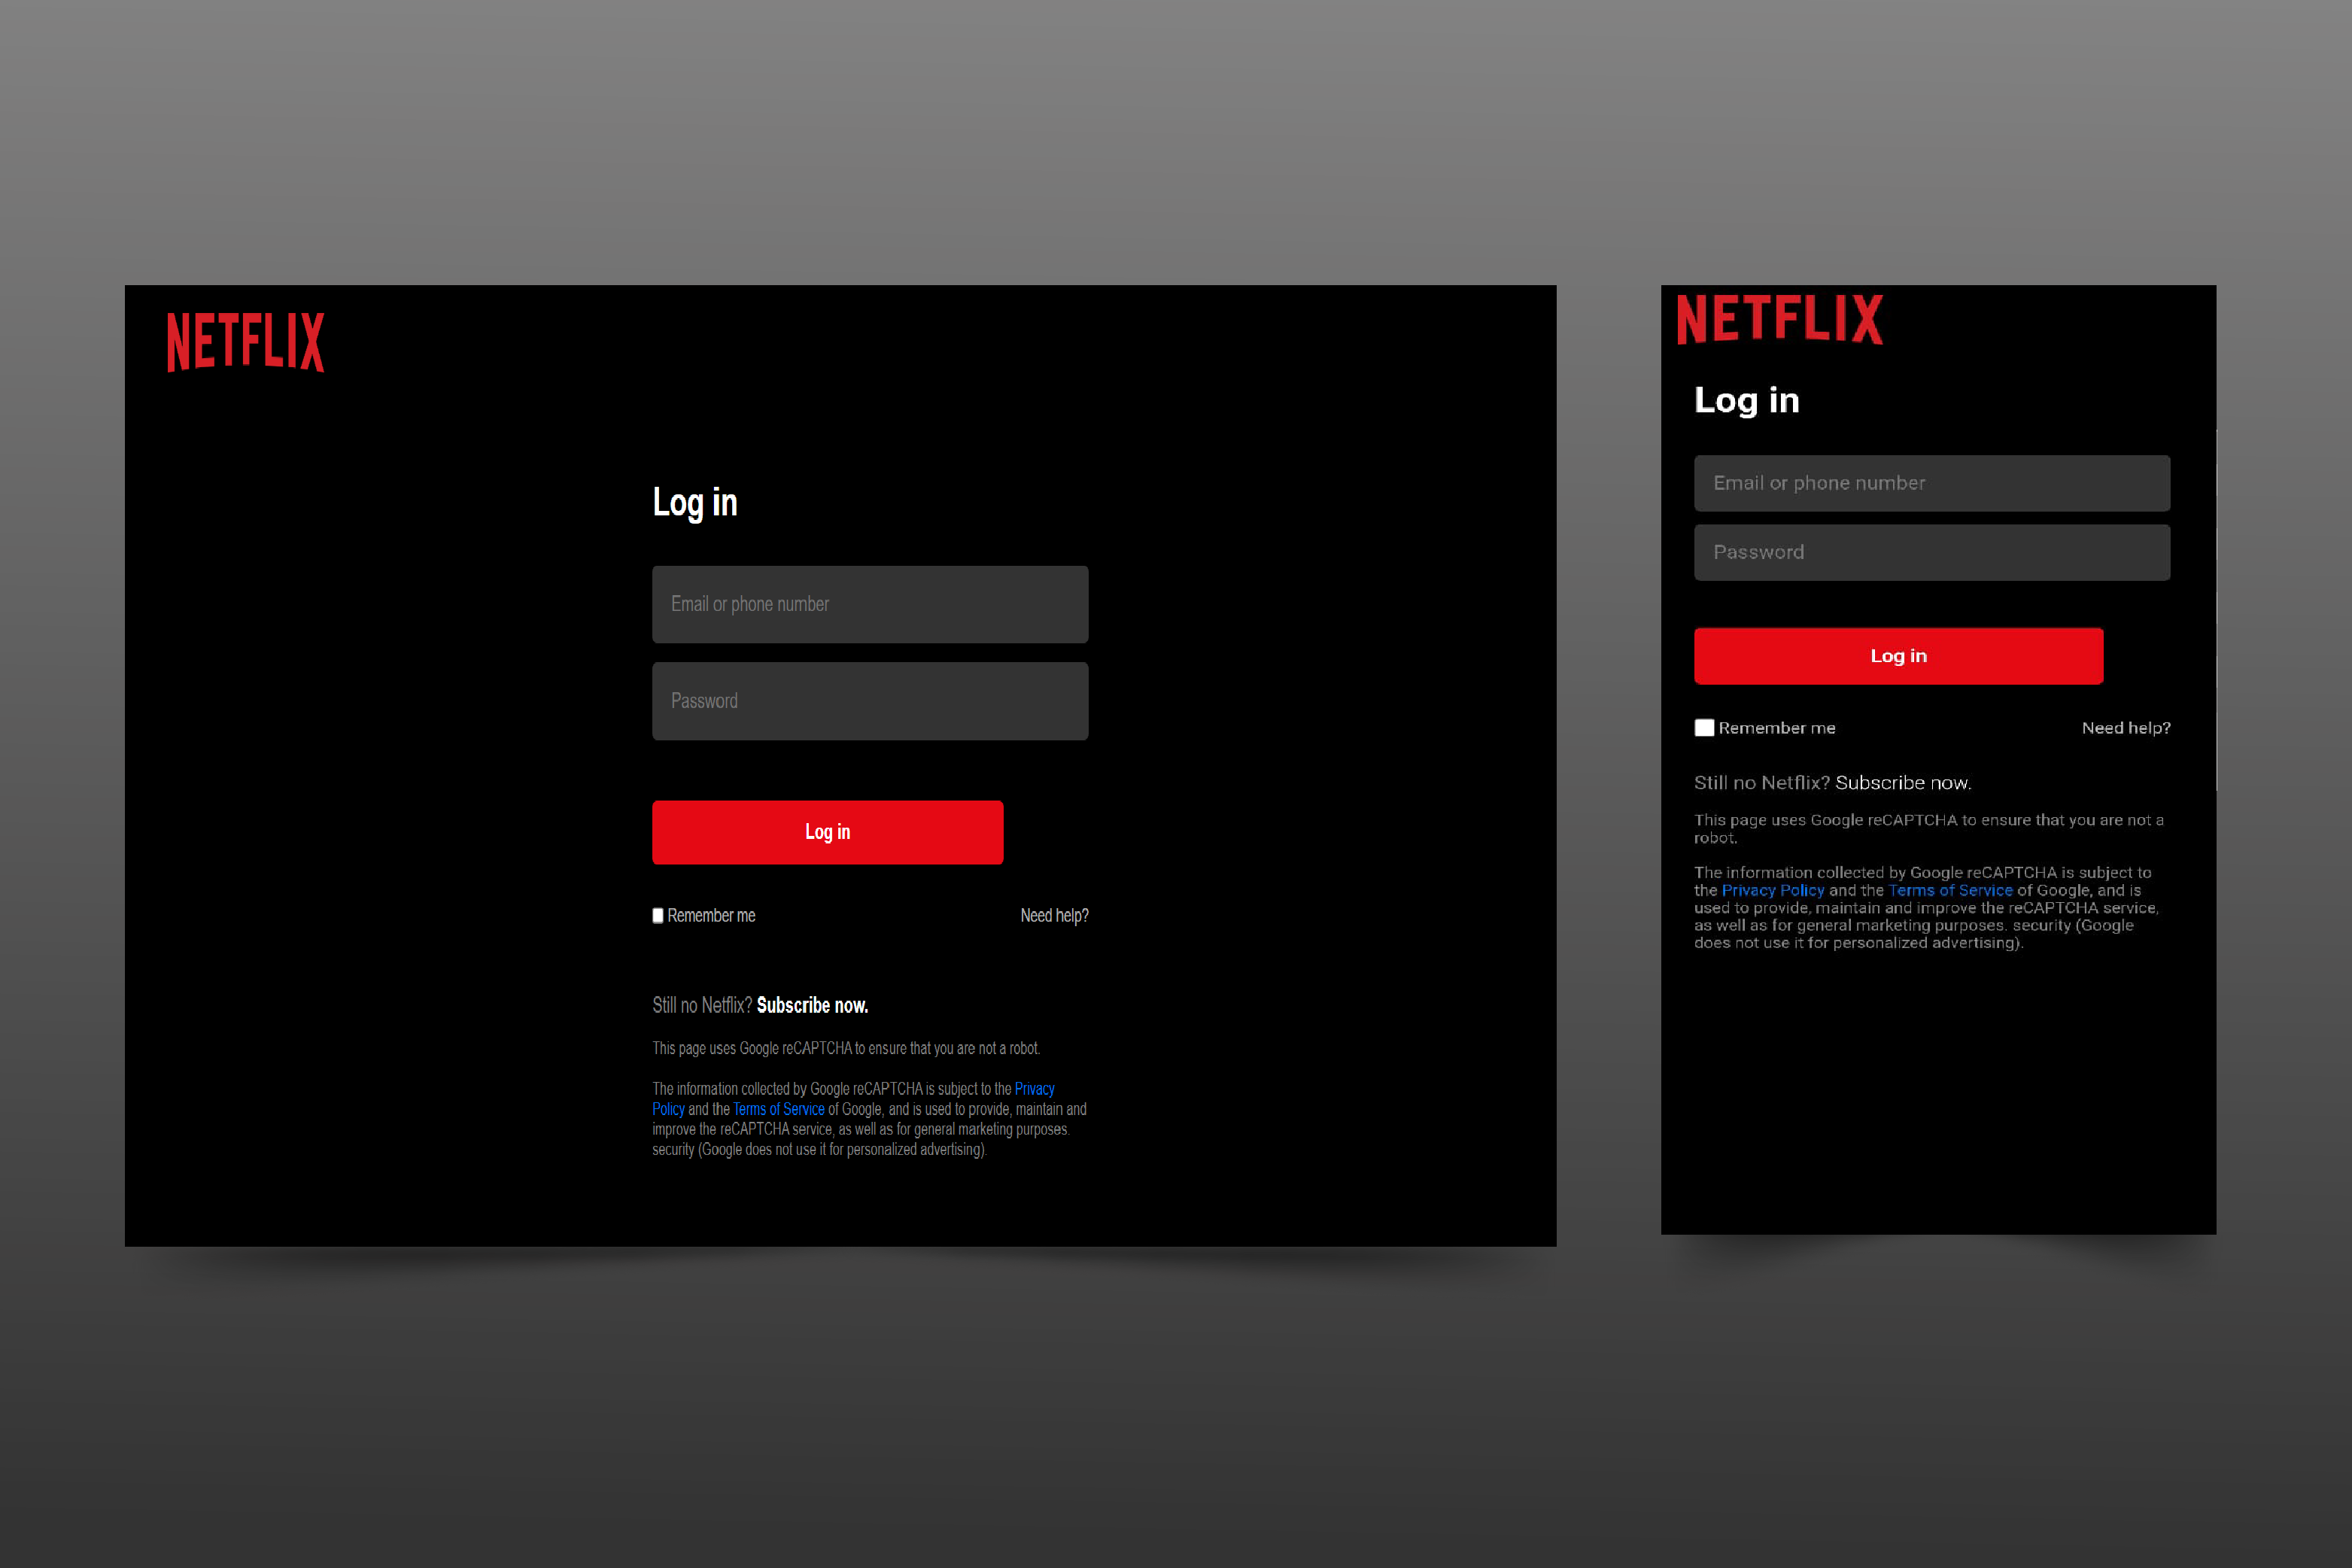 NETFLIX
Log in
Email or phone number
Password
Log in
Remember me
Need help?
Still no Netflix? Subscribe now.
This page uses Google reCAPTCHA to ensure that you are not a robot.
The information collected by Google reCAPTCHA is subject to the Privacy
Policy and the Terms of Service of Google, and is used to provide, maintain and
improve the reCAPTCHA service, as well as for general marketing purposes.
security (Google does not use it for personalized advertising).
NETFLIX
Log in
Email or phone number
Password
Log in
Remember me
Need help?
Still no Netflix? Subscribe now.
This page uses Google reCAPTCHA to ensure that you are not a
robot.
The information collected by Google reCAPTCHA is subject to
the Privacy Policy and the Terms of Service of Google, and is
used to provide, maintain and improve the reCAPTCHA service,
as well as for general marketing purposes. security (Google
does not use it for personalized advertising).